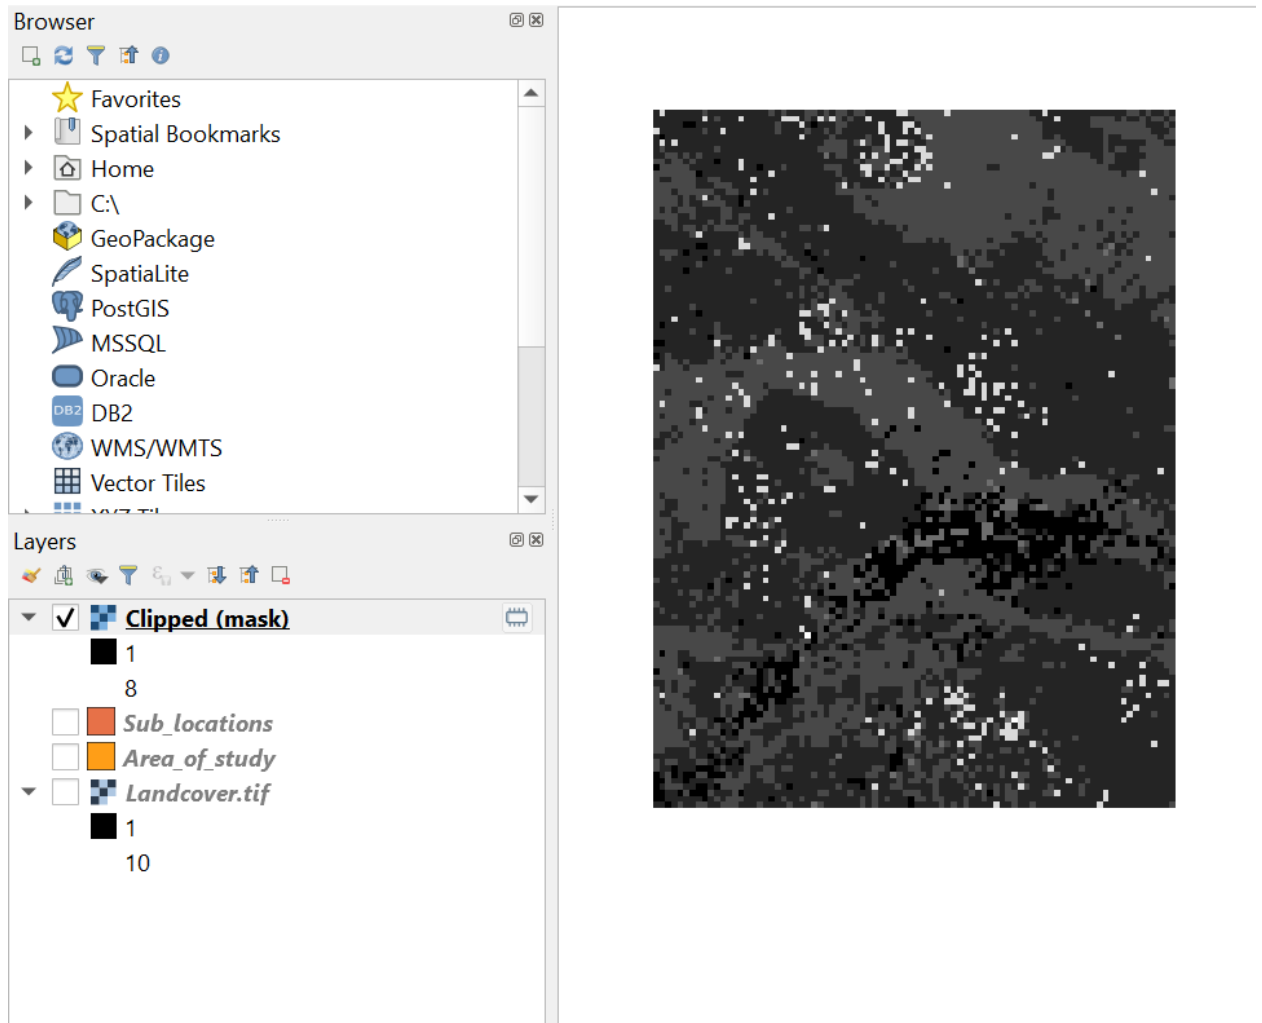 Browser
Favorites
Spatial Bookmarks
Home
C:\
GeoPackage
SpatiaLite
PostGIS
MSSQL
Oracle
DB2 DB2
WMS/WMTS
Vector Tiles
Layers
Clipped (mask)
1
8
Sub_locations
Area_of_study
Landcover.tif
1
10